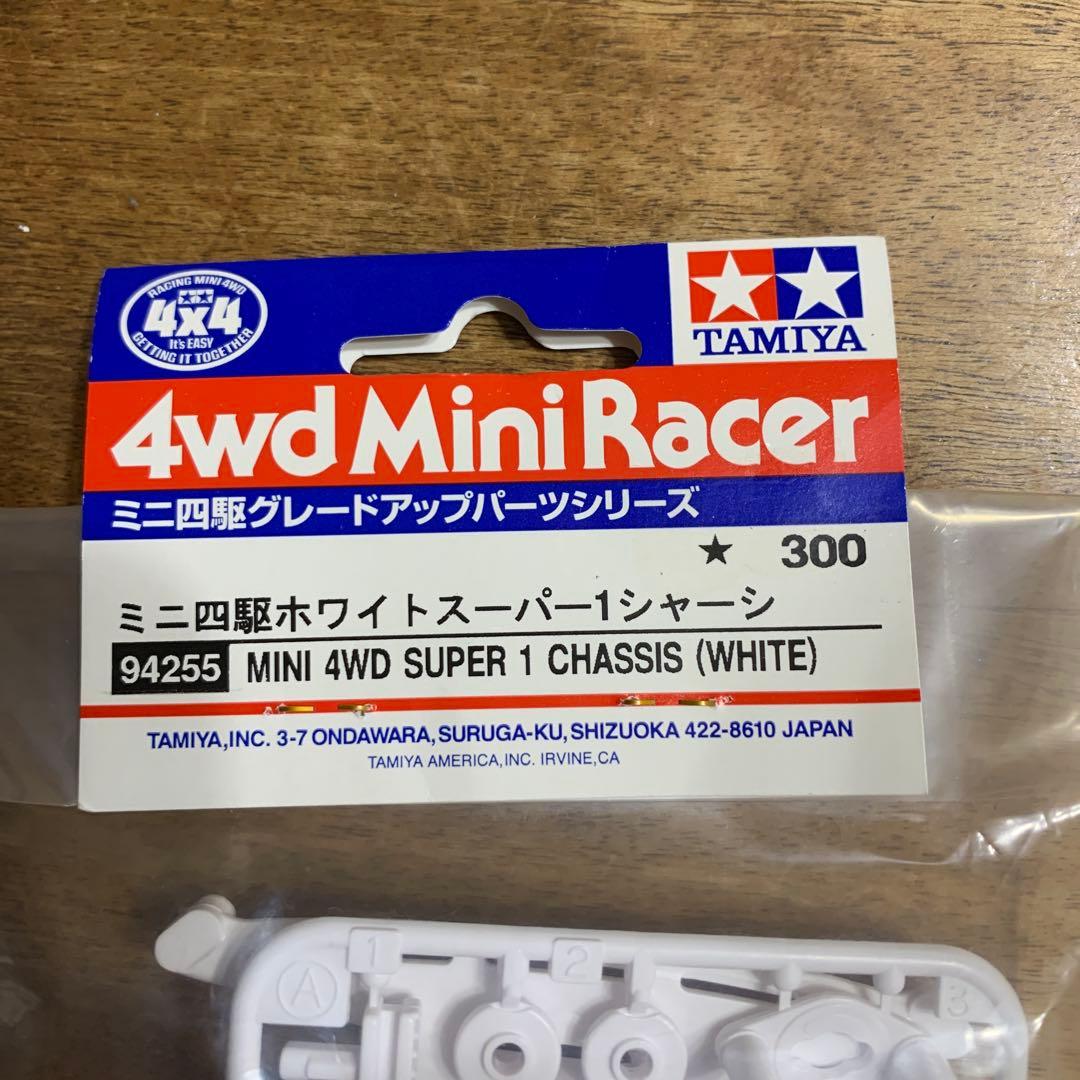 RACING MINI 4WD
4x4
It's EASY
GETTING IT TOGETHER
TAMIYA
4wd Mini Racer
ミニ四駆グレードアップパーツシリーズ
★ 300
ミニ四駆ホワイトスーパー1シャーシ
94255 MINI 4WD SUPER 1 CHASSIS (WHITE)
TAMIYA,INC. 3-7 ONDAWARA, SURUGA-KU, SHIZUOKA 422-8610 JAPAN
TAMIYA AMERICA,INC. IRVINE,CA
A 1 2 3